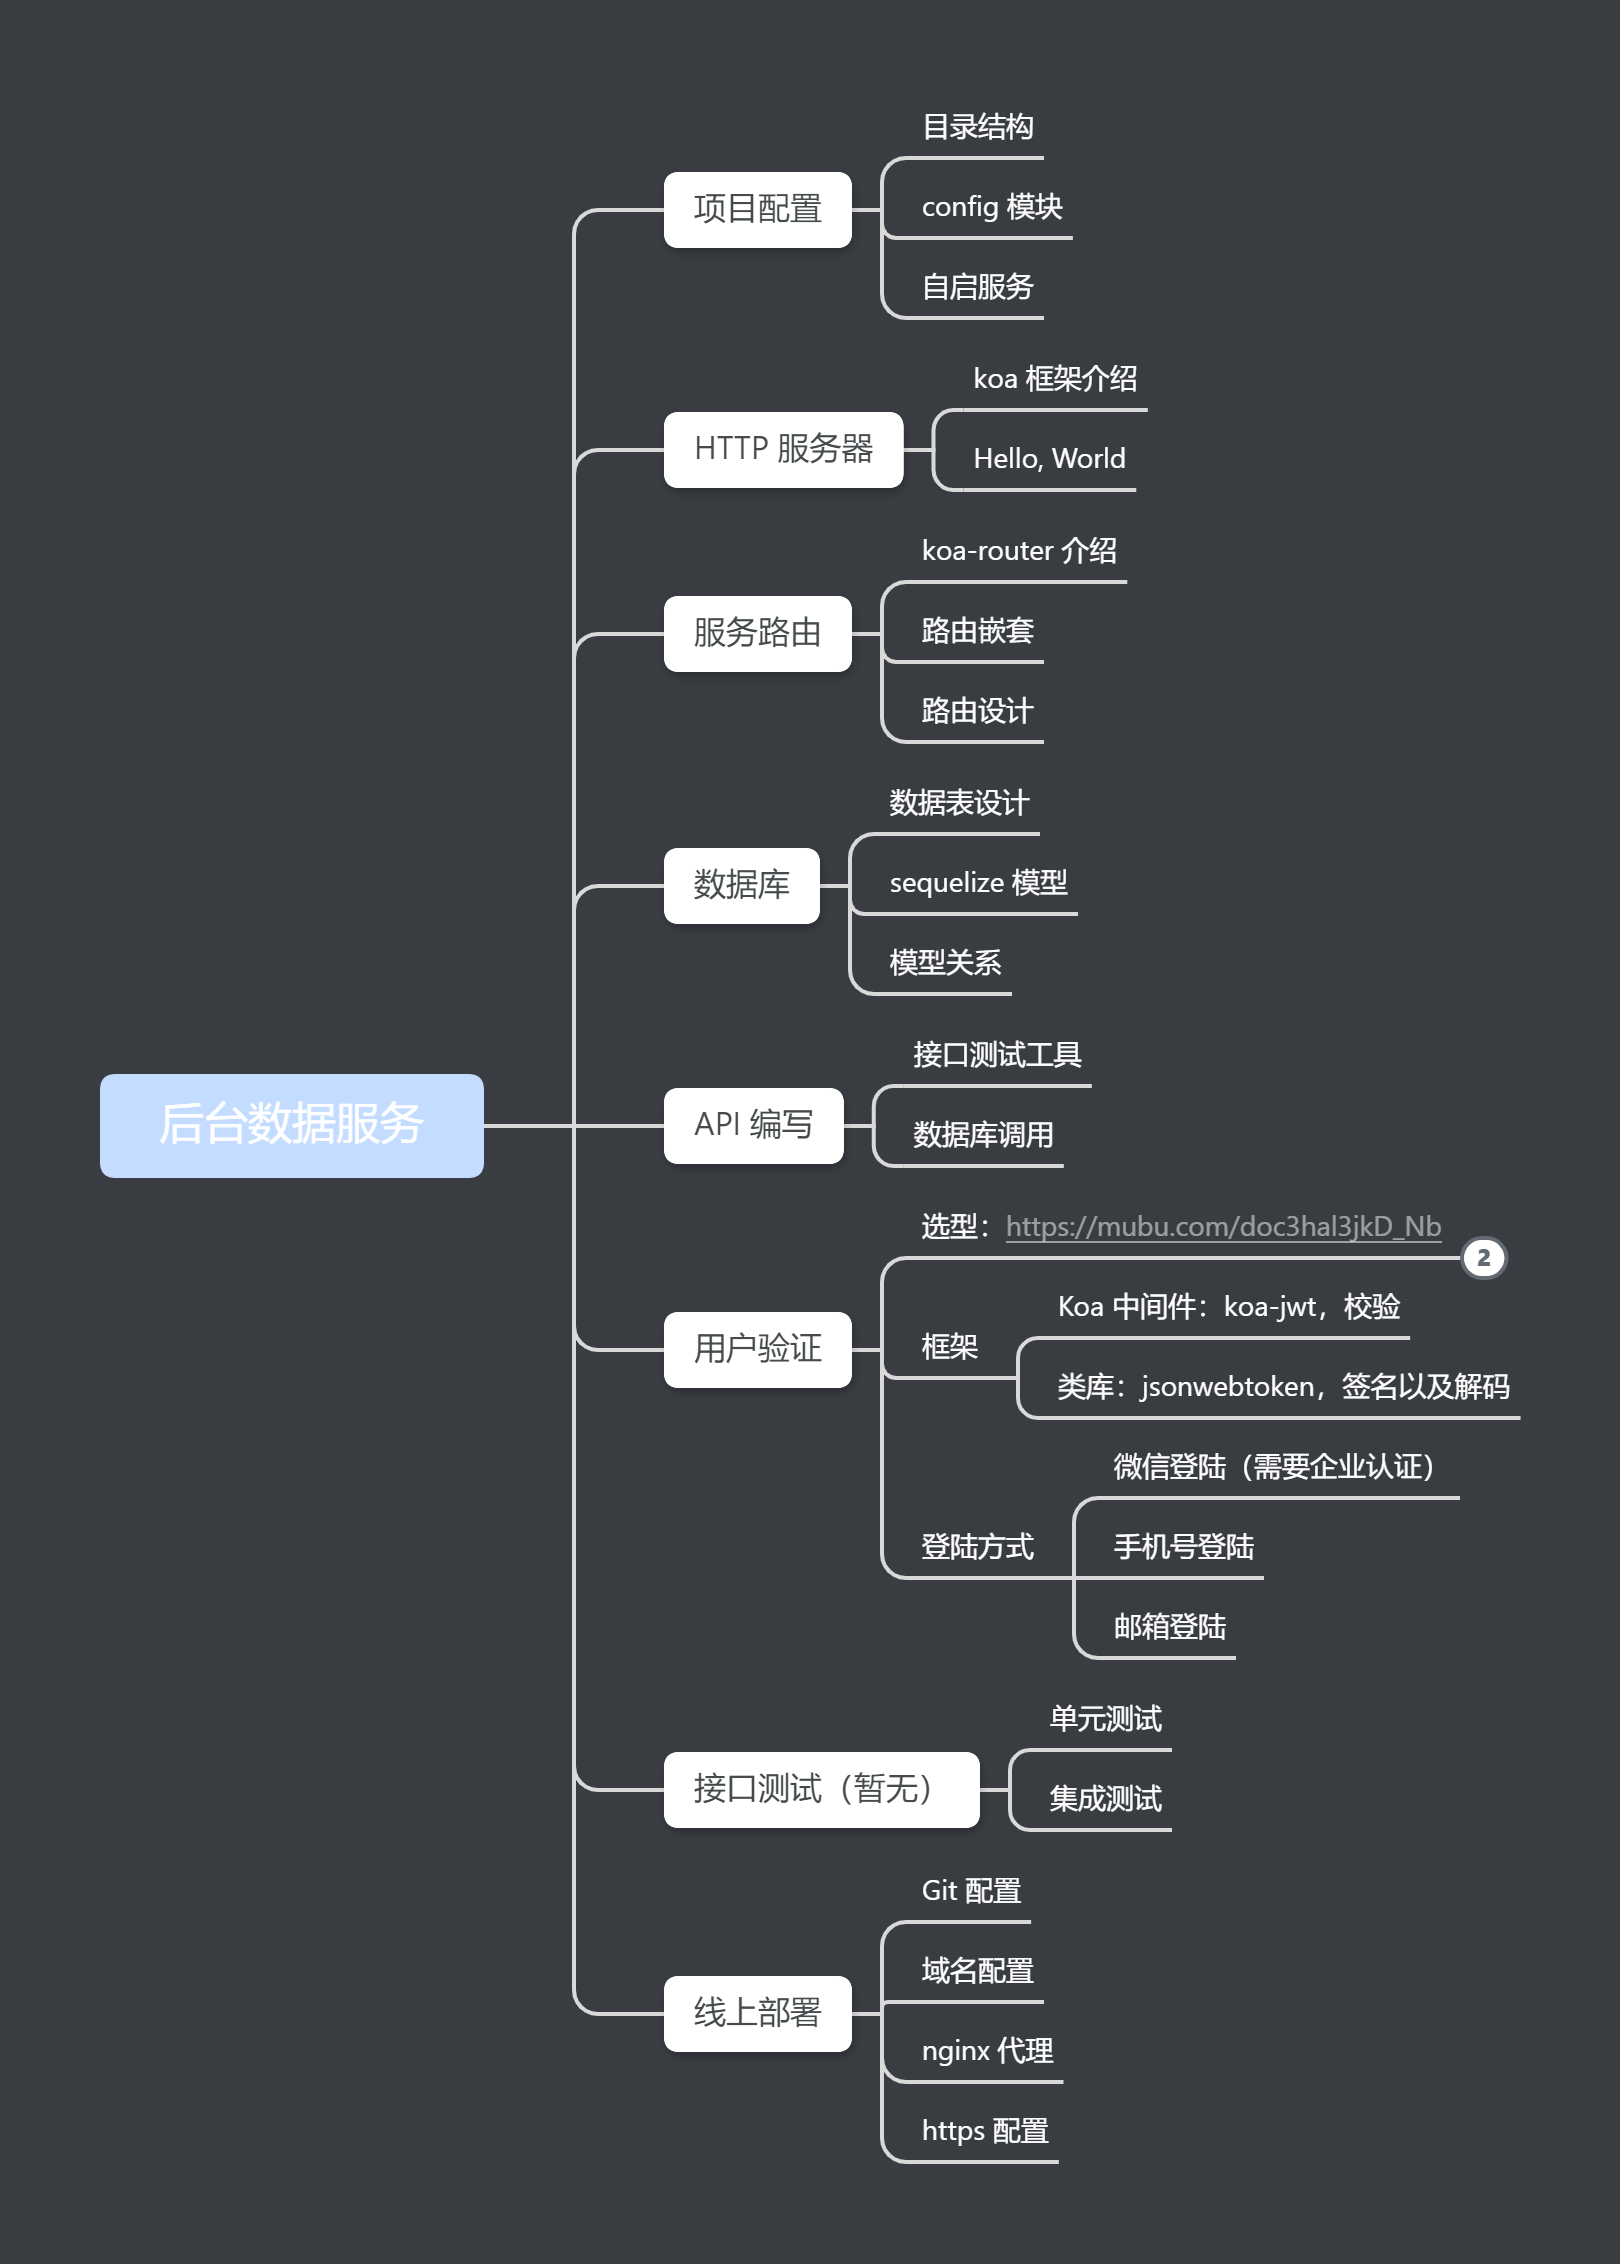 后台数据服务
项目配置
目录结构
config 模块
自启服务
HTTP 服务器
koa 框架介绍
Hello, World
服务路由
koa-router 介绍
路由嵌套
路由设计
数据库
数据表设计
sequelize 模型
模型关系
API 编写
接口测试工具
数据库调用
用户验证
选型：https://mubu.com/doc3hal3jkD_Nb
2
框架
Koa 中间件：koa-jwt，校验
类库：jsonwebtoken，签名以及解码
登陆方式
微信登陆（需要企业认证）
手机号登陆
邮箱登陆
接口测试（暂无）
单元测试
集成测试
线上部署
Git 配置
域名配置
nginx 代理
https 配置